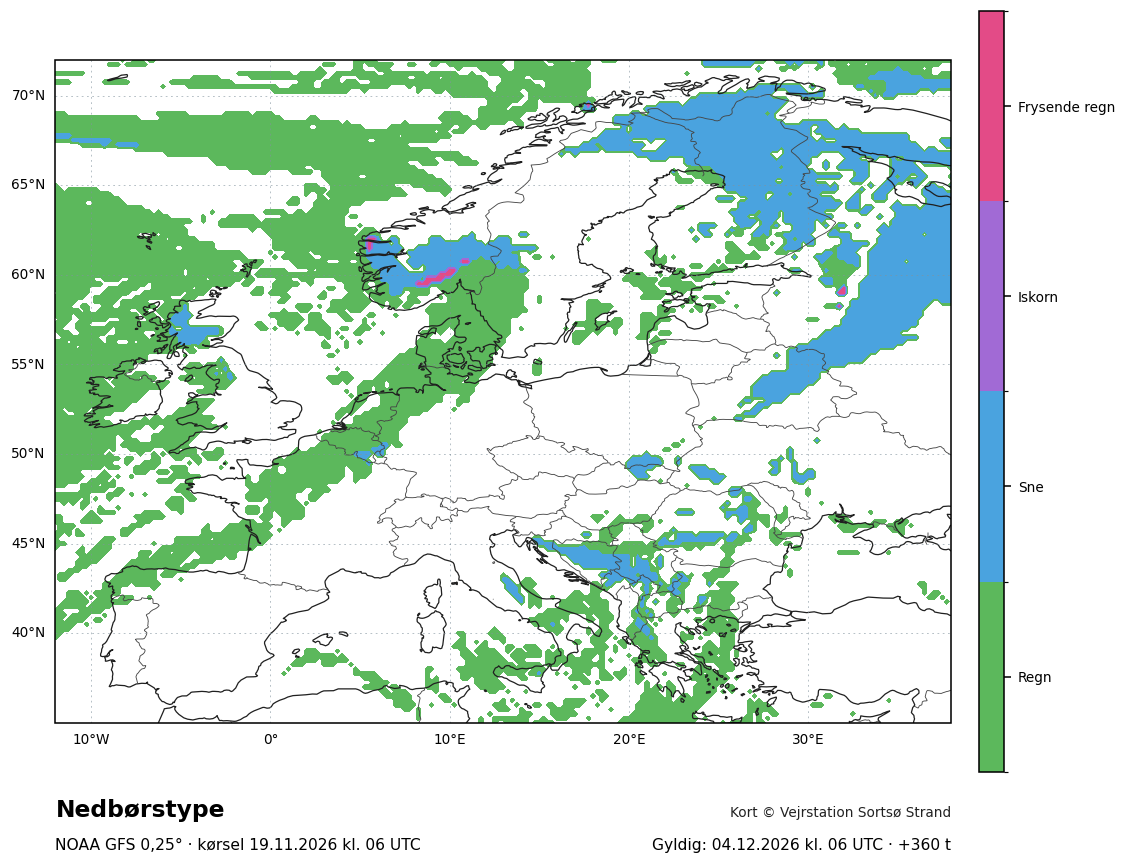 Frysende regn
Iskorn
Sne
Regn
70°N
65°N
60°N
55°N
50°N
45°N
40°N
10°W
0°
10°E
20°E
30°E
Nedbørstype
Kort © Vejrstation Sortsø Strand
NOAA GFS 0,25° · kørsel 19.11.2026 kl. 06 UTC
Gyldig: 04.12.2026 kl. 06 UTC · +360 t